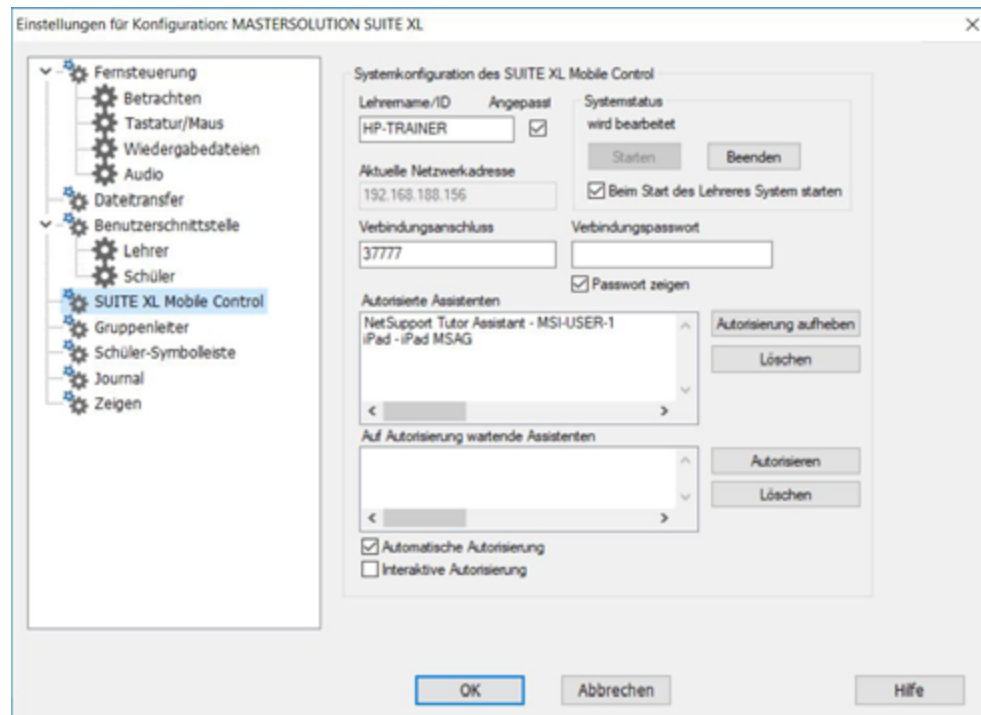 Einstellungen für Konfiguration: MASTERSOLUTION SUITE XL
Fernsteuerung
Betrachten
Tastatur/Maus
Wiedergabedateien
Audio
Dateitransfer
Benutzerschnittstelle
Lehrer
Schüler
SUITE XL Mobile Control
Gruppenleiter
Schüler-Symbolleiste
Journal
Zeigen
Systemkonfiguration des SUITE XL Mobile Control
Lehrername/ID Angepasst
HP-TRAINER
Systemstatus
wird bearbeitet
Starten Beenden
Beim Start des Lehreres System starten
Aktuelle Netzwerkadresse
192.168.188.156
Verbindungsanschluss Verbindungspasswort
37777
Passwort zeigen
Autorisierte Assistenten
NetSupport Tutor Assistant - MSI-USER-1
iPad - iPad MSAG
Autorisierung aufheben
Löschen
Auf Autorisierung wartende Assistenten
Autorisieren
Löschen
Automatische Autorisierung
Interaktive Autorisierung
OK Abbrechen Hilfe